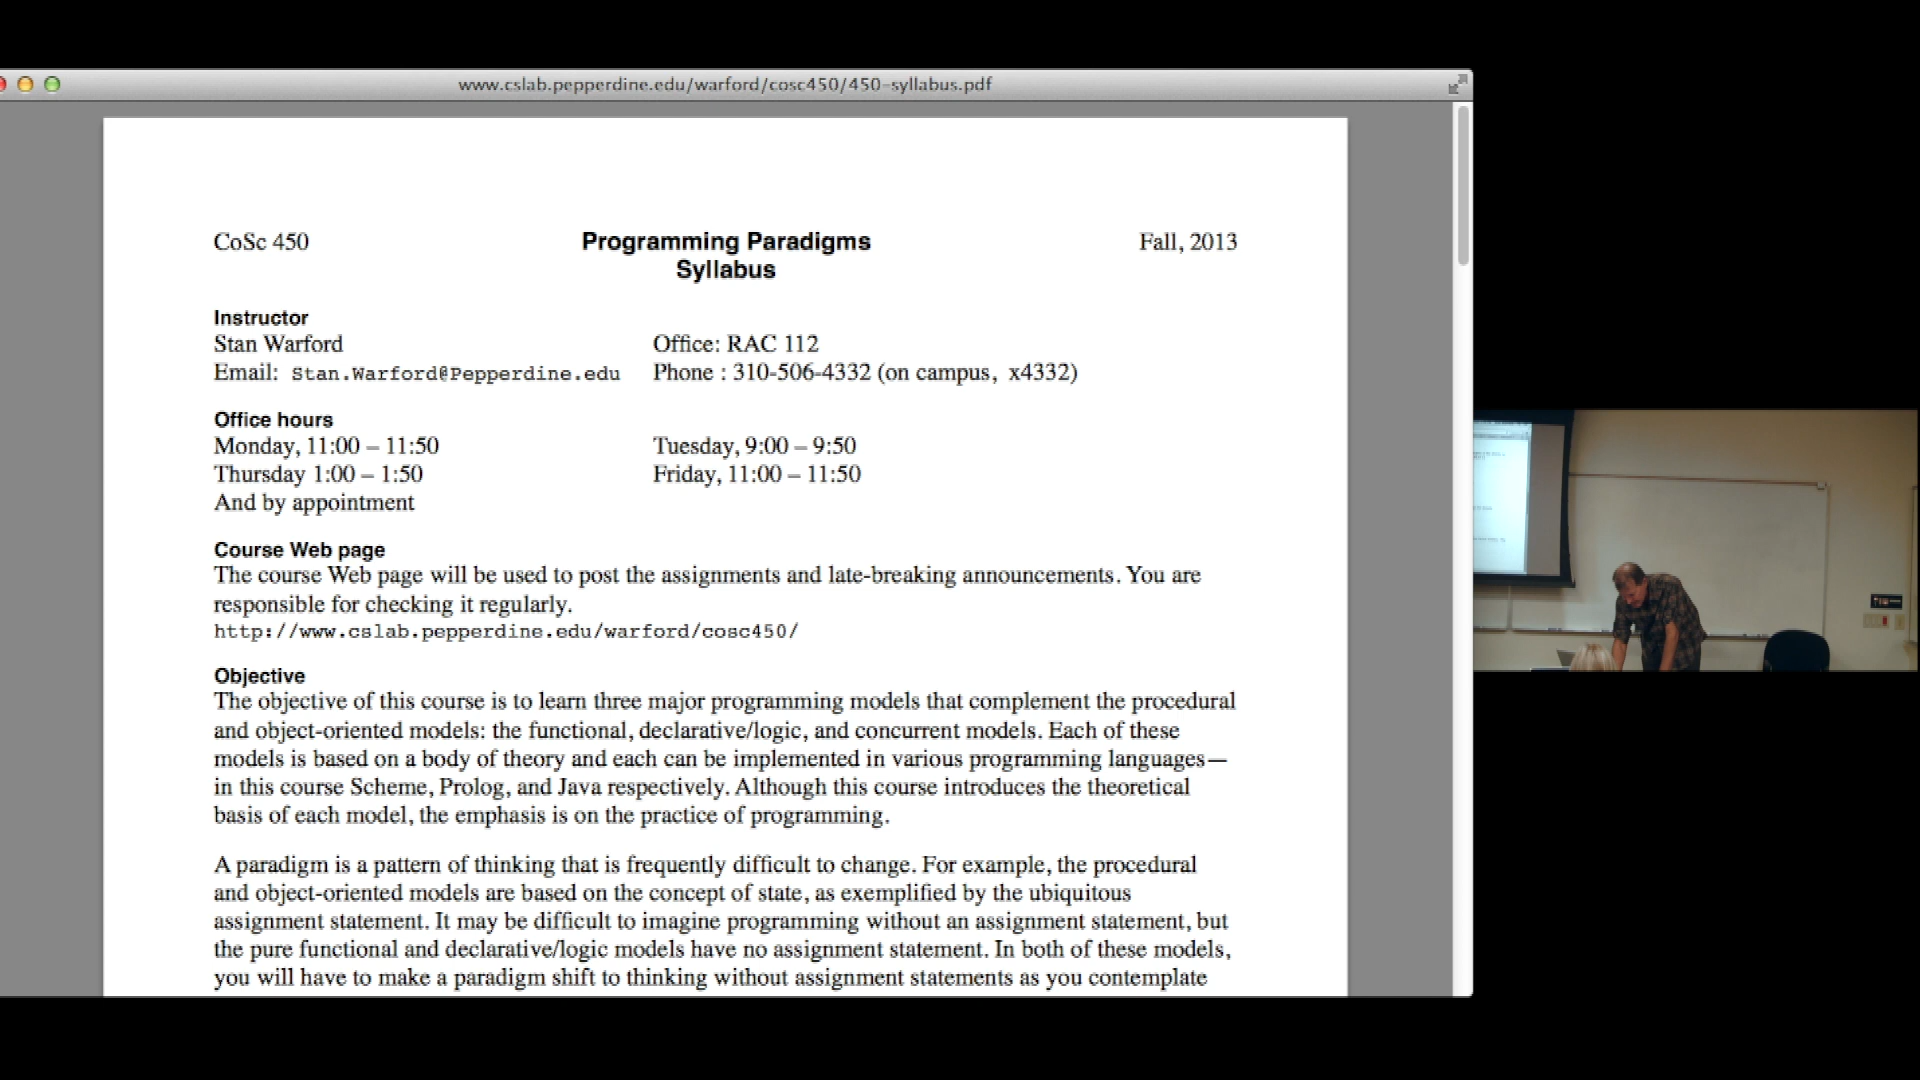 www.cslab.pepperdine.edu/warford/cosc450/450-syllabus.pdf
CoSc 450
Programming Paradigms
Fall, 2013
Syllabus
Instructor
Stan Warford
Office: RAC 112
Email: Stan.Warford@Pepperdine.edu
Phone : 310-506-4332 (on campus, x4332)
Office hours
Monday, 11:00 – 11:50
Tuesday, 9:00 – 9:50
Thursday 1:00 – 1:50
Friday, 11:00 – 11:50
And by appointment
Course Web page
The course Web page will be used to post the assignments and late-breaking announcements. You are
responsible for checking it regularly.
http://www.cslab.pepperdine.edu/warford/cosc450/
Objective
The objective of this course is to learn three major programming models that complement the procedural
and object-oriented models: the functional, declarative/logic, and concurrent models. Each of these
models is based on a body of theory and each can be implemented in various programming languages—
in this course Scheme, Prolog, and Java respectively. Although this course introduces the theoretical
basis of each model, the emphasis is on the practice of programming.
A paradigm is a pattern of thinking that is frequently difficult to change. For example, the procedural
and object-oriented models are based on the concept of state, as exemplified by the ubiquitous
assignment statement. It may be difficult to imagine programming without an assignment statement, but
the pure functional and declarative/logic models have no assignment statement. In both of these models,
you will have to make a paradigm shift to thinking without assignment statements as you contemplate